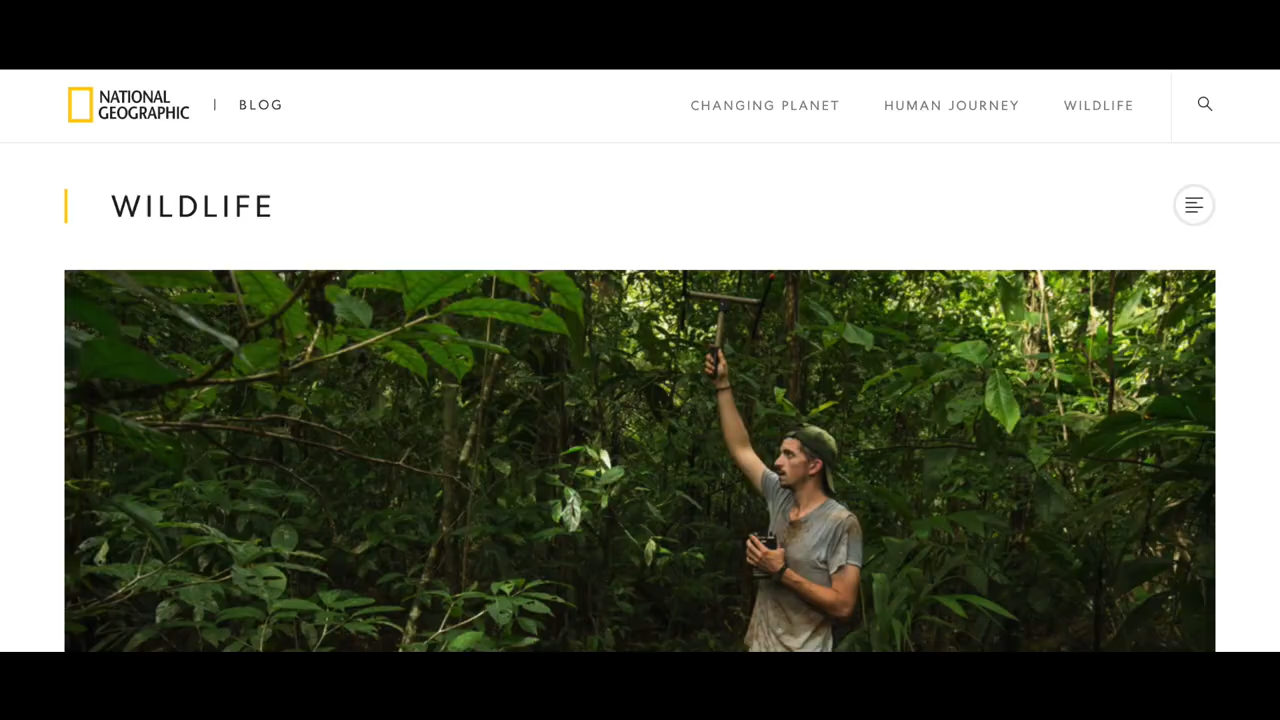 NATIONAL
GEOGRAPHIC
BLOG
CHANGING PLANET
HUMAN JOURNEY
WILDLIFE
WILDLIFE